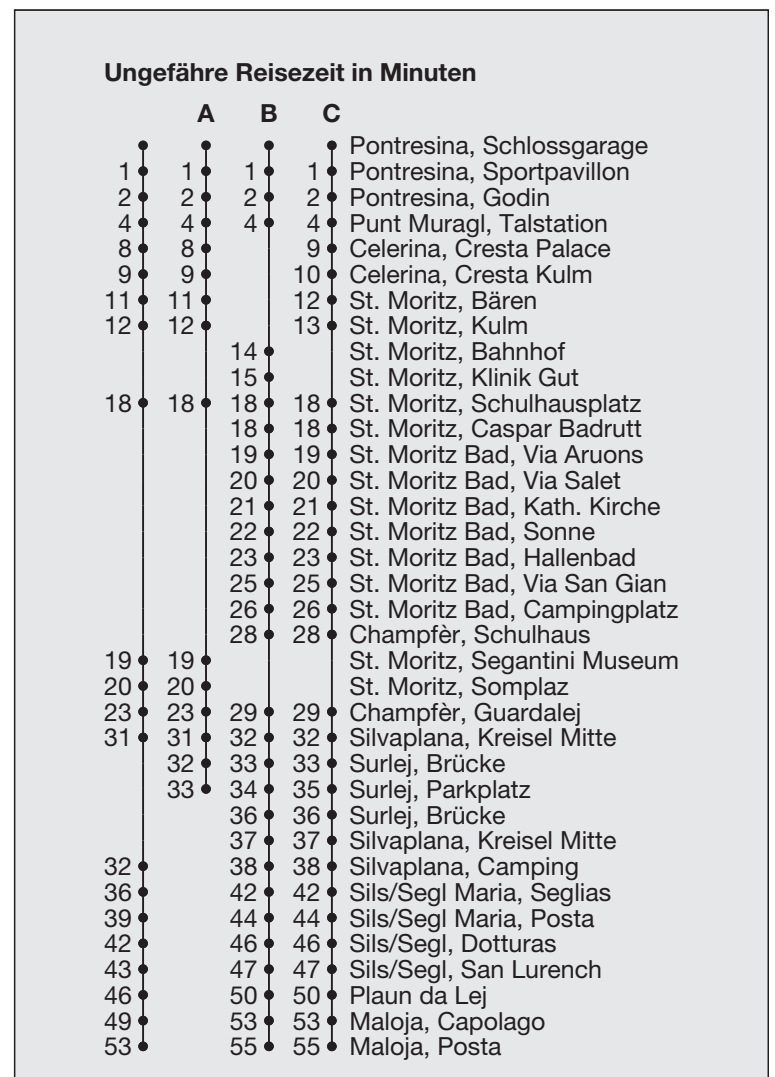 Ungefähre Reisezeit in Minuten
A B C
Pontresina, Schlossgarage
1 1 1 1 Pontresina, Sportpavillon
2 2 2 2 Pontresina, Godin
4 4 4 4 Punt Muragl, Talstation
8 8 9 Celerina, Cresta Palace
9 9 10 Celerina, Cresta Kulm
11 11 12 St. Moritz, Bären
12 12 13 St. Moritz, Kulm
14 St. Moritz, Bahnhof
15 St. Moritz, Klinik Gut
18 18 18 18 St. Moritz, Schulhausplatz
18 18 St. Moritz, Caspar Badrutt
19 19 St. Moritz Bad, Via Aruons
20 20 St. Moritz Bad, Via Salet
21 21 St. Moritz Bad, Kath. Kirche
22 22 St. Moritz Bad, Sonne
23 23 St. Moritz Bad, Hallenbad
25 25 St. Moritz Bad, Via San Gian
26 26 St. Moritz Bad, Campingplatz
28 28 Champfèr, Schulhaus
19 19 St. Moritz, Segantini Museum
20 20 St. Moritz, Somplaz
23 23 29 29 Champfèr, Guardalej
31 31 32 32 Silvaplana, Kreisel Mitte
32 33 33 Surlej, Brücke
33 34 35 Surlej, Parkplatz
36 36 Surlej, Brücke
37 37 Silvaplana, Kreisel Mitte
32 38 38 Silvaplana, Camping
36 42 42 Sils/Segl Maria, Seglias
39 44 44 Sils/Segl Maria, Posta
42 46 46 Sils/Segl, Dotturas
43 47 47 Sils/Segl, San Lurench
46 50 50 Plaun da Lej
49 53 53 Maloja, Capolago
53 55 55 Maloja, Posta